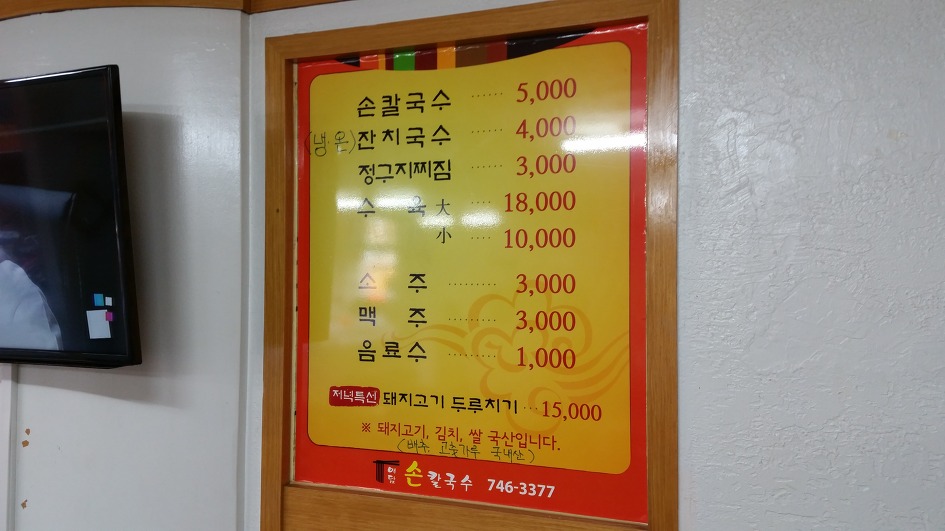 손칼국수 ······ 5,000
(냉·온) 잔치국수 ······ 4,000
정구지찌짐 ····· 3,000
수육 大 ···· 18,000
小 ···· 10,000
소주 ········· 3,000
맥주 ········· 3,000
음료수 ········· 1,000
저녁특선 돼지고기 두루치기 ··· 15,000
※ 돼지고기, 김치, 쌀 국산입니다.
(배추, 고춧가루 국내산)
손칼국수 746-3377